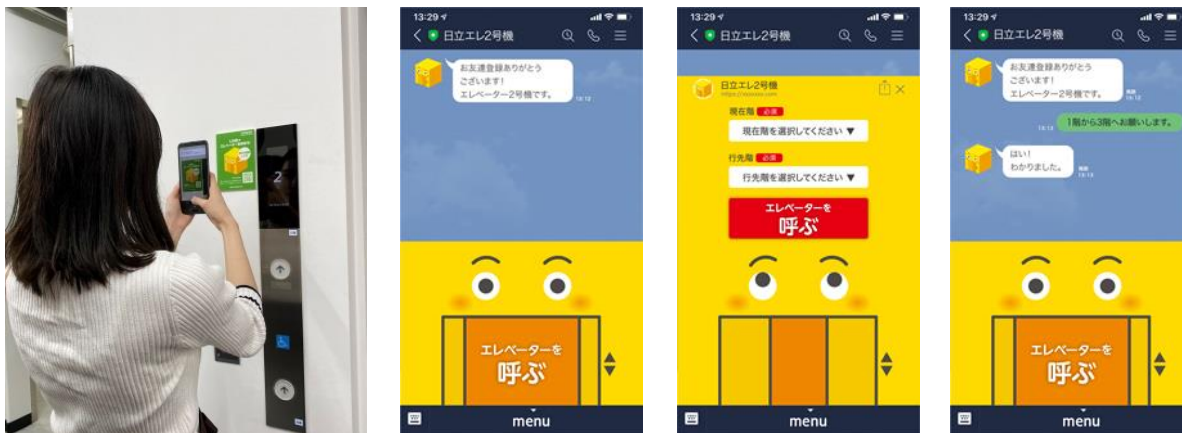 2
13:29
日立エレ2号機
お友達登録ありがとう
ございます!
エレベーター2号機です。
エレベーターを
呼ぶ
menu
13:29
日立エレ2号機
日立エレ2号機
現在階 必須
現在階を選択してください ▼
行先階 必須
行先階を選択してください ▼
エレベーターを
呼ぶ
menu
13:29
日立エレ2号機
お友達登録ありがとう
ございます!
エレベーター2号機です。
1階から3階へお願いします。
はい!
わかりました。
エレベーターを
呼ぶ
menu